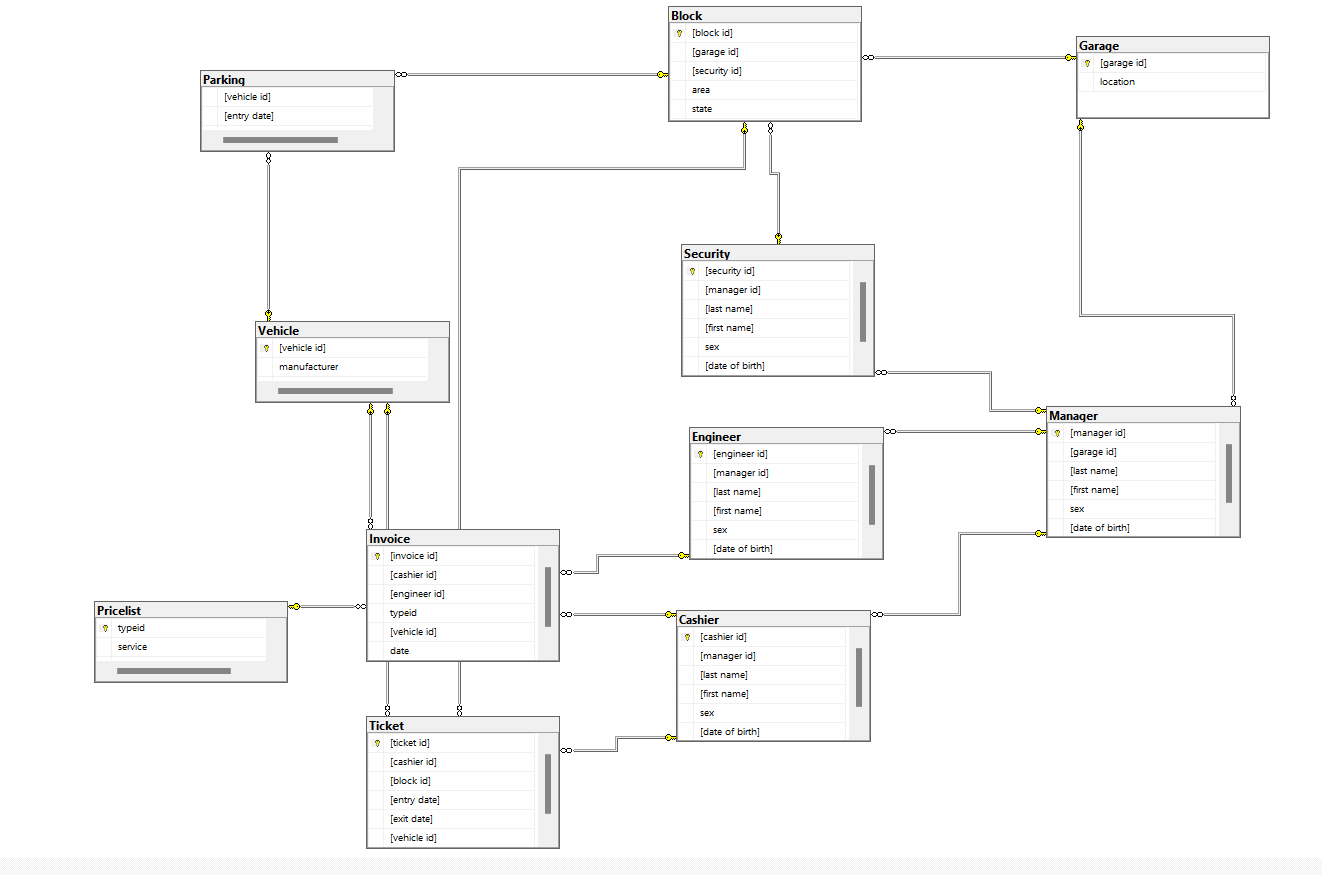 Block
[block id]
[garage id]
[security id]
area
state
Garage
[garage id]
location
Parking
[vehicle id]
[entry date]
Security
[security id]
[manager id]
[last name]
[first name]
sex
[date of birth]
Vehicle
[vehicle id]
manufacturer
Manager
[manager id]
[garage id]
[last name]
[first name]
sex
[date of birth]
Engineer
[engineer id]
[manager id]
[last name]
[first name]
sex
[date of birth]
Invoice
[invoice id]
[cashier id]
[engineer id]
typeid
[vehicle id]
date
Pricelist
typeid
service
Cashier
[cashier id]
[manager id]
[last name]
[first name]
sex
[date of birth]
Ticket
[ticket id]
[cashier id]
[block id]
[entry date]
[exit date]
[vehicle id]